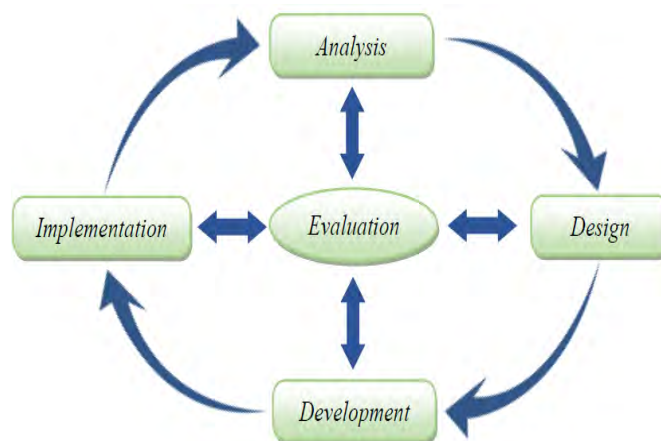 Analysis
Implementation
Evaluation
Design
Development